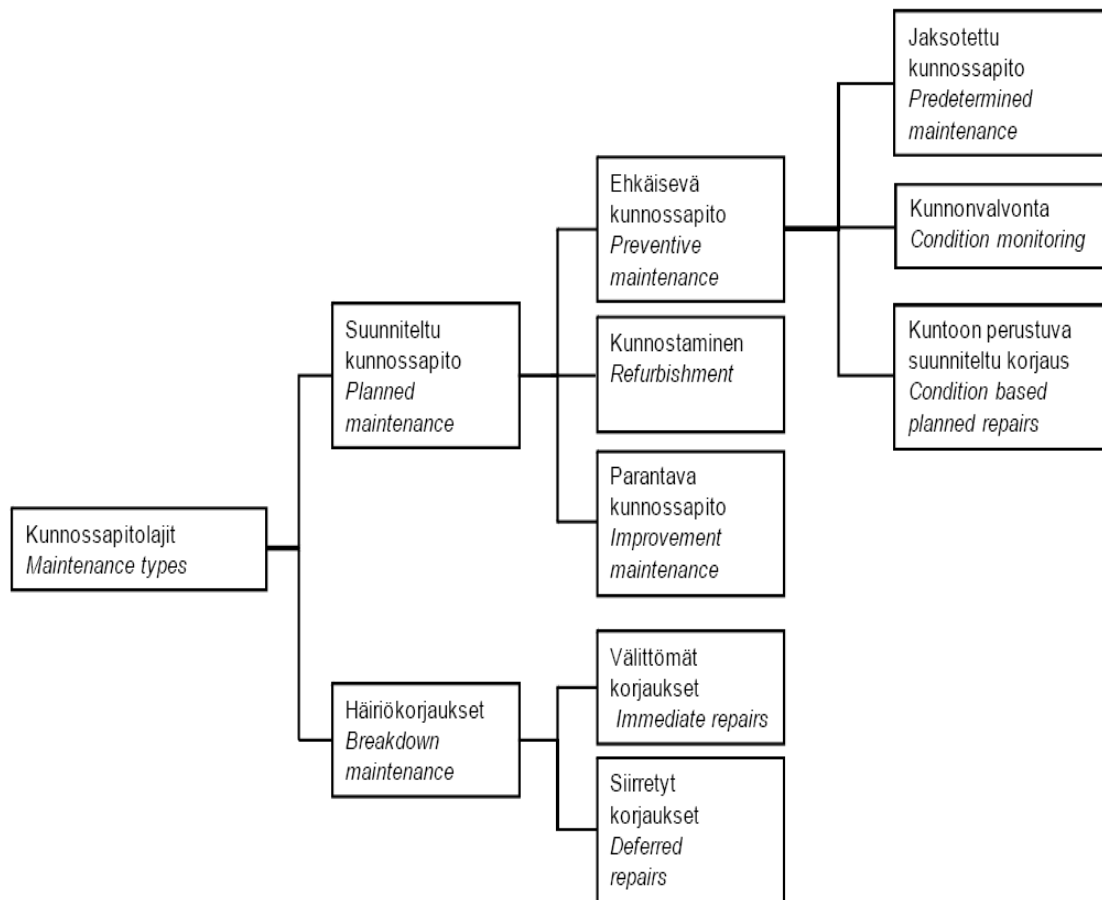 Kunnossapitolajit
Maintenance types
Suunniteltu
kunnossapito
Planned
maintenance
Ehkäisevä
kunnossapito
Preventive
maintenance
Jaksotettu
kunnossapito
Predetermined
maintenance
Kunnonvalvonta
Condition monitoring
Kuntoon perustuva
suunniteltu korjaus
Condition based
planned repairs
Kunnostaminen
Refurbishment
Parantava
kunnossapito
Improvement
maintenance
Häiriökorjaukset
Breakdown
maintenance
Välittömät
korjaukset
Immediate repairs
Siirretyt
korjaukset
Deferred
repairs